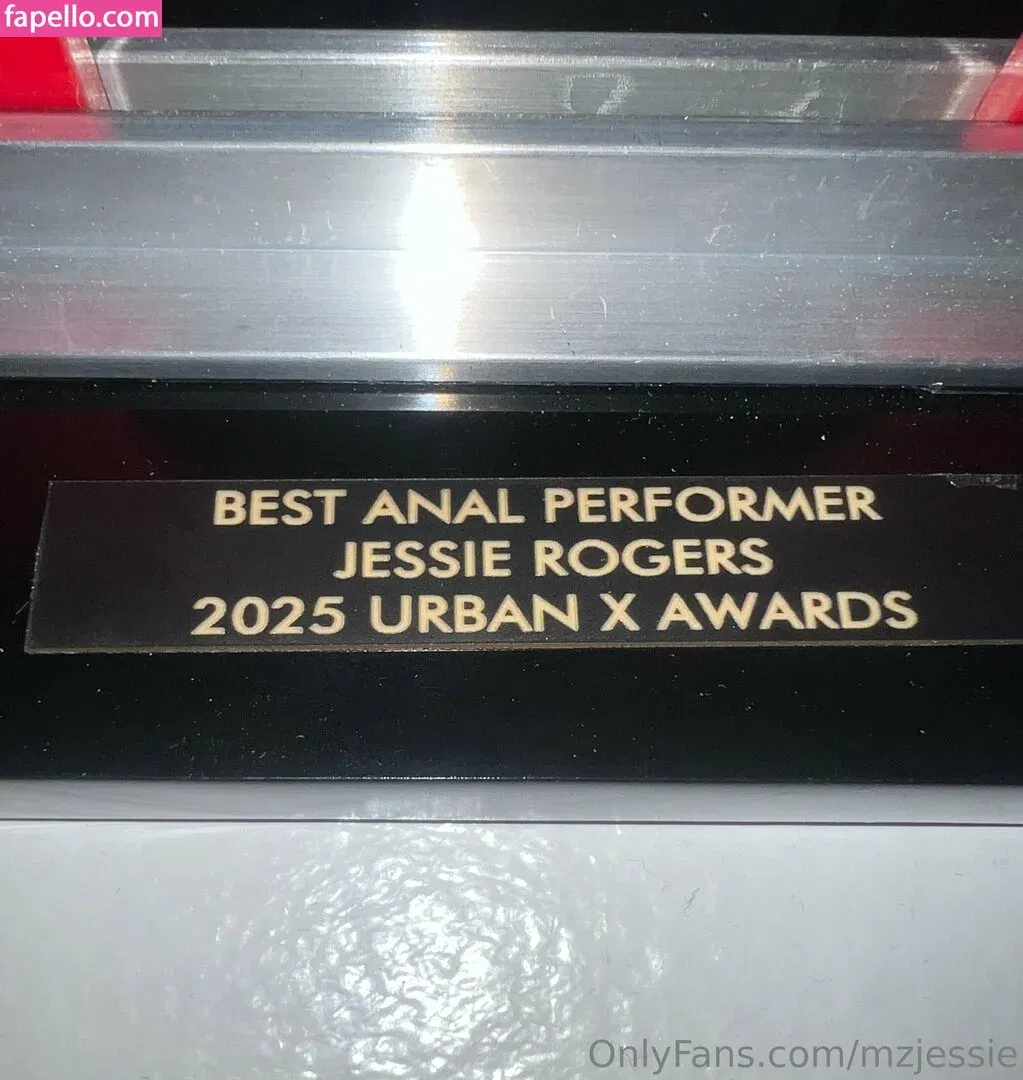 fapello.com
BEST ANAL PERFORMER
JESSIE ROGERS
2025 URBAN X AWARDS
OnlyFans.com/mzjessie